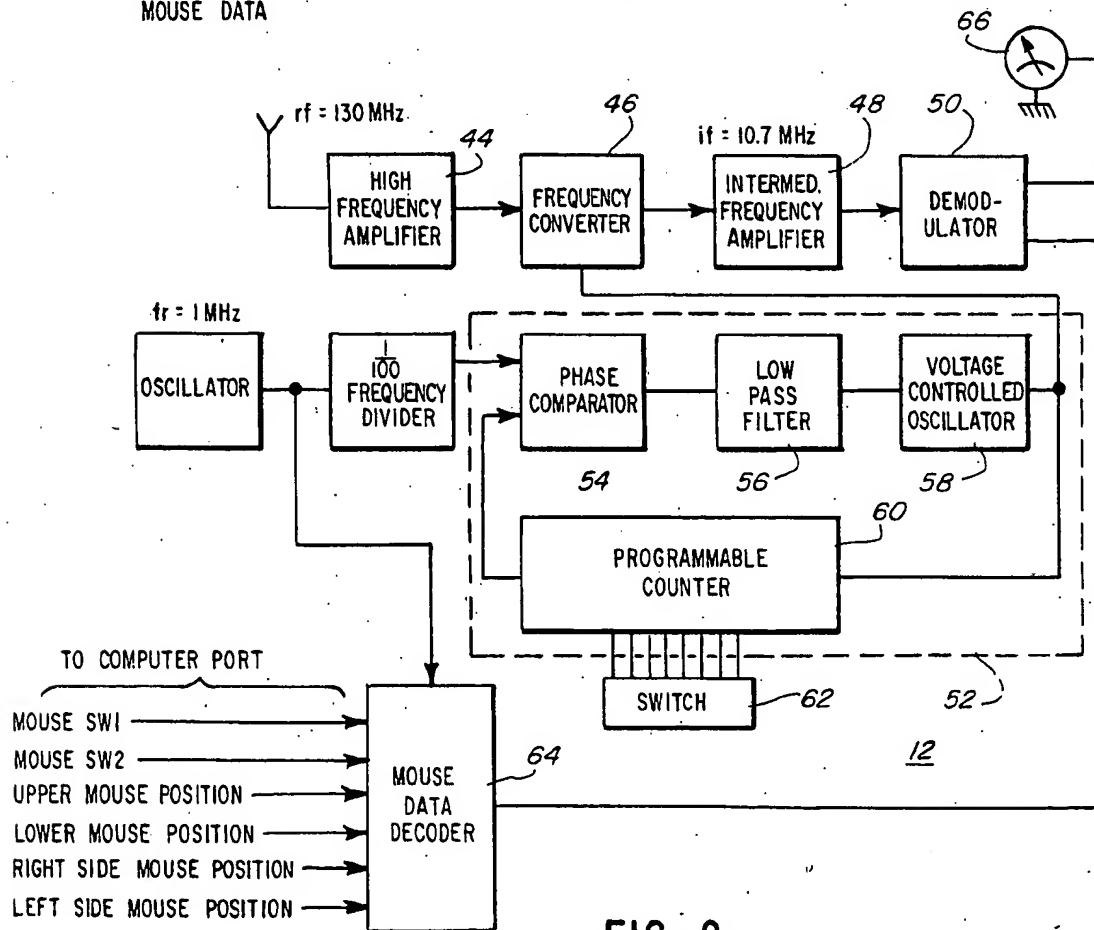 MOUSE DATA
66
rf = 130 MHz
44
46
if = 10.7 MHz
48
50
HIGH
FREQUENCY
AMPLIFIER
FREQUENCY
CONVERTER
INTERMED.
FREQUENCY
AMPLIFIER
DEMOD-
ULATOR
fr = 1 MHz
OSCILLATOR
1
100
FREQUENCY
DIVIDER
PHASE
COMPARATOR
LOW
PASS
FILTER
VOLTAGE
CONTROLLED
OSCILLATOR
54
56
58
60
PROGRAMMABLE
COUNTER
SWITCH
62
52
12
TO COMPUTER PORT
MOUSE SW1
MOUSE SW2
UPPER MOUSE POSITION
LOWER MOUSE POSITION
RIGHT SIDE MOUSE POSITION
LEFT SIDE MOUSE POSITION
MOUSE
DATA
DECODER
64